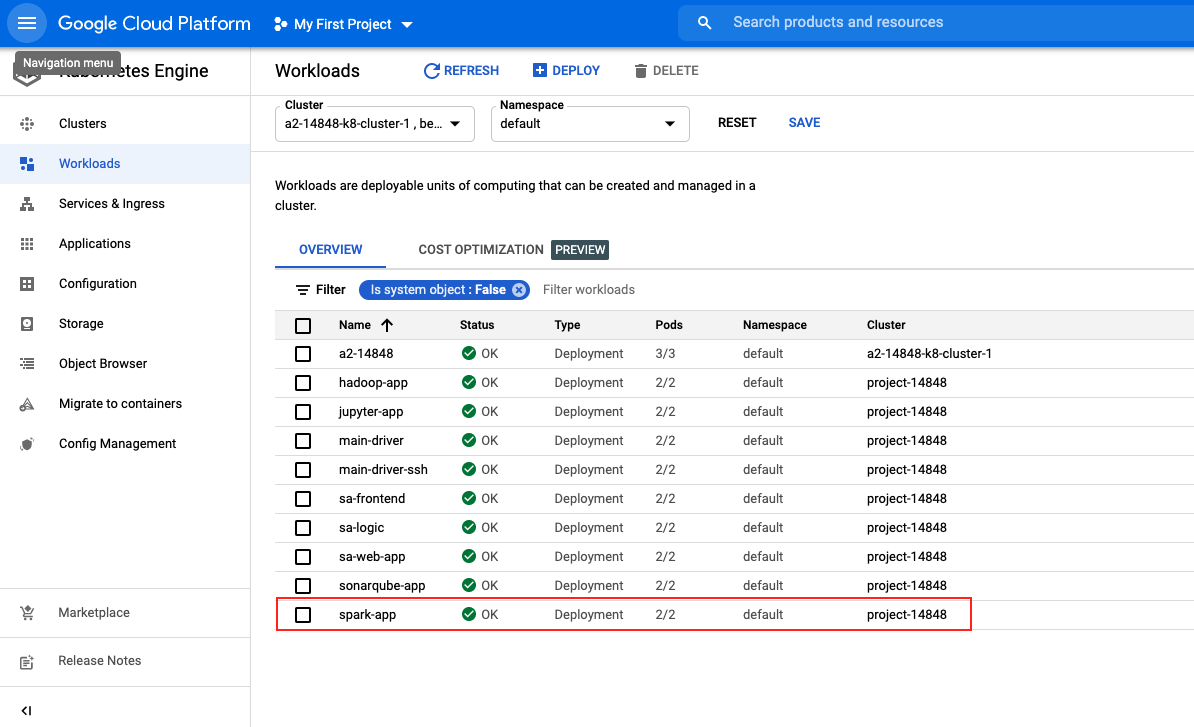 Google Cloud Platform My First Project Search products and resources
Navigation menu
Kubernetes Engine
Clusters
Workloads
Services & Ingress
Applications
Configuration
Storage
Object Browser
Migrate to containers
Config Management
Marketplace
Release Notes
Workloads REFRESH DEPLOY DELETE
Cluster Namespace
a2-14848-k8-cluster-1 , be... default RESET SAVE
Workloads are deployable units of computing that can be created and managed in a
cluster.
OVERVIEW COST OPTIMIZATION PREVIEW
Filter Is system object : False Filter workloads
Name Status Type Pods Namespace Cluster
a2-14848 OK Deployment 3/3 default a2-14848-k8-cluster-1
hadoop-app OK Deployment 2/2 default project-14848
jupyter-app OK Deployment 2/2 default project-14848
main-driver OK Deployment 2/2 default project-14848
main-driver-ssh OK Deployment 2/2 default project-14848
sa-frontend OK Deployment 2/2 default project-14848
sa-logic OK Deployment 2/2 default project-14848
sa-web-app OK Deployment 2/2 default project-14848
sonarqube-app OK Deployment 2/2 default project-14848
spark-app OK Deployment 2/2 default project-14848